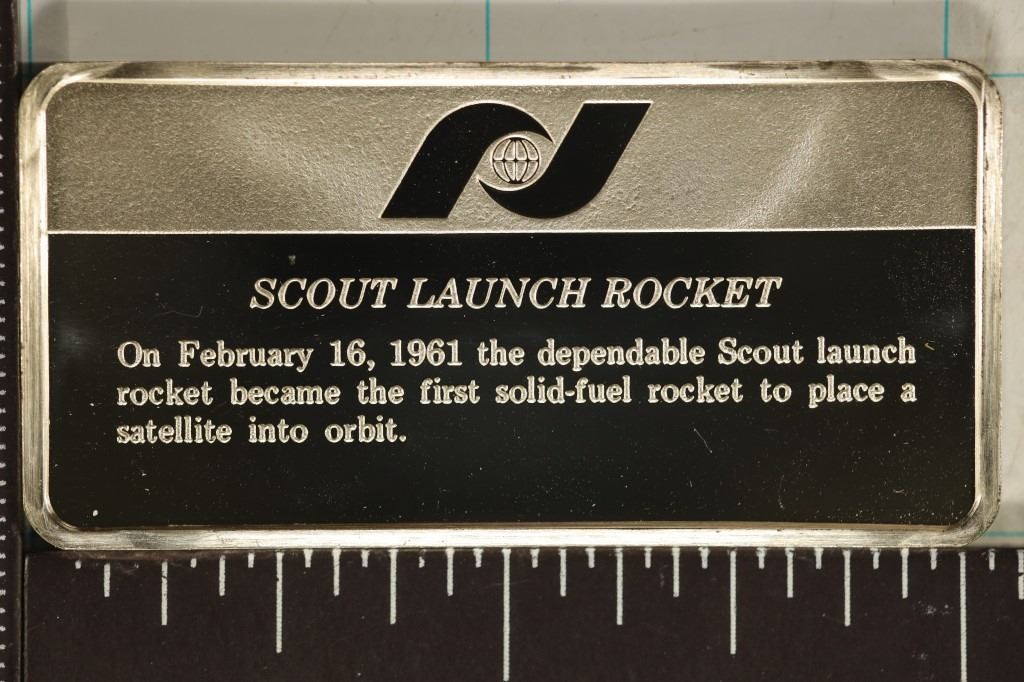 SCOUT LAUNCH ROCKET
On February 16, 1961 the dependable Scout launch
rocket became the first solid-fuel rocket to place a
satellite into orbit.